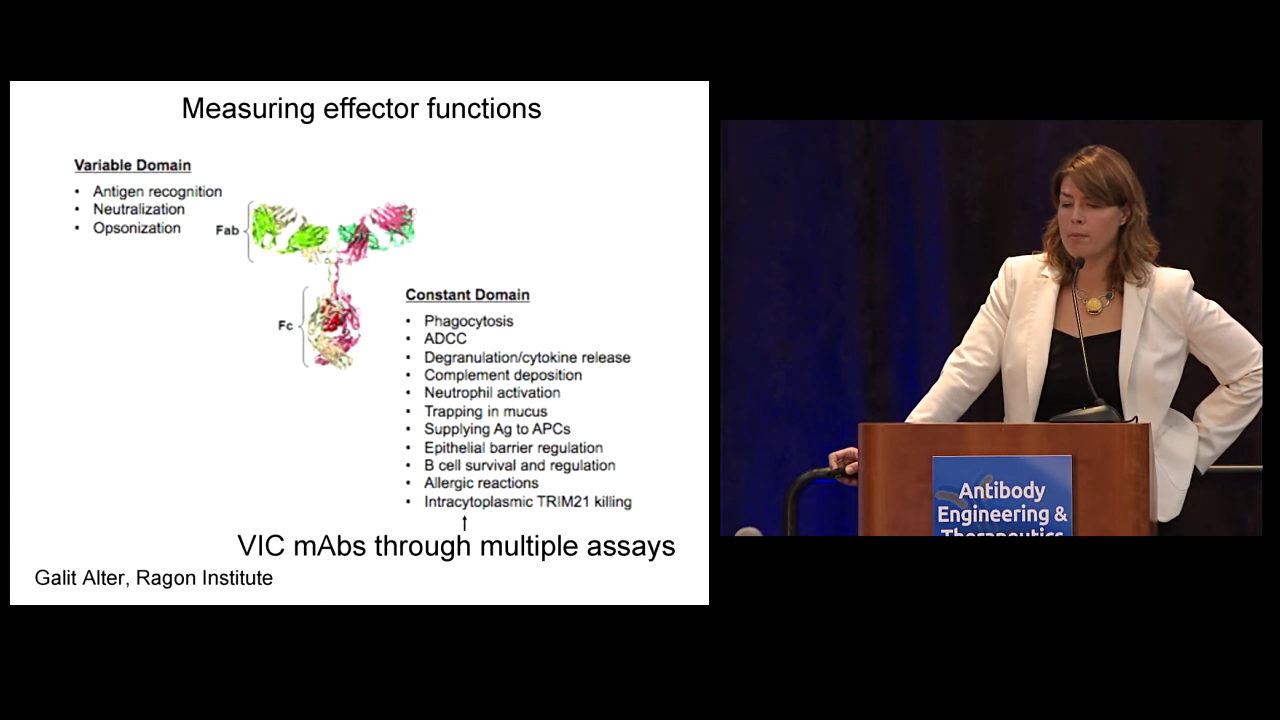 Measuring effector functions
Variable Domain
• Antigen recognition
• Neutralization
• Opsonization
Fab
Fc
Constant Domain
• Phagocytosis
• ADCC
• Degranulation/cytokine release
• Complement deposition
• Neutrophil activation
• Trapping in mucus
• Supplying Ag to APCs
• Epithelial barrier regulation
• B cell survival and regulation
• Allergic reactions
• Intracytoplasmic TRIM21 killing
VIC mAbs through multiple assays
Galit Alter, Ragon Institute
Antibody
Engineering &
Therapeutics